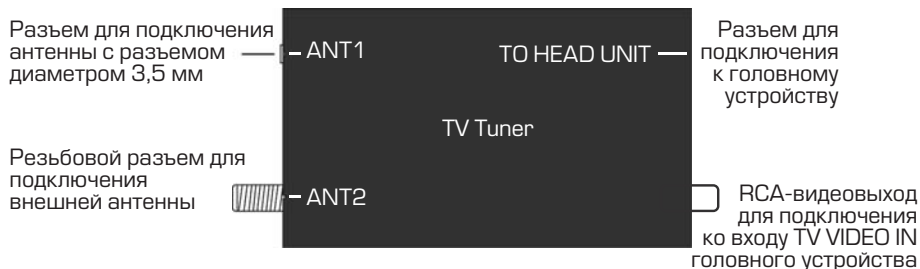 Разъем для подключения
антенны с разъемом
диаметром 3,5 мм
ANT1
TO HEAD UNIT
Разъем для
подключения
к головному
устройству
TV Tuner
Резьбовой разъем для
подключения
внешней антенны
ANT2
RCA-видеовыход
для подключения
ко входу TV VIDEO IN
головного устройства